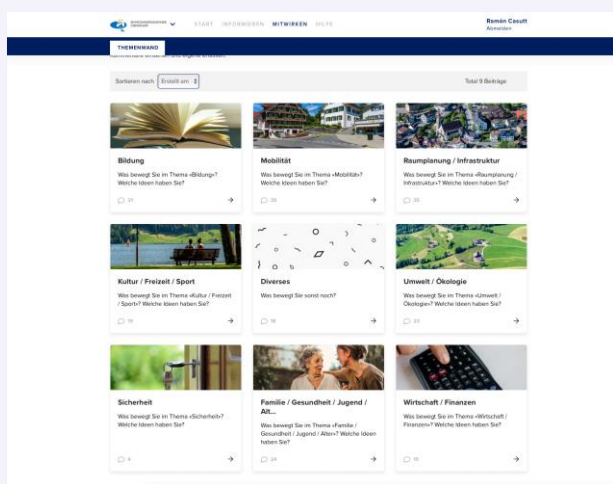 START INFORMIEREN MITWIRKEN HILFE
Ramón Casutt
Abmelden
THEMENWAND
Sortieren nach Erstellt am
Total 9 Beiträge
Bildung
Was bewegt Sie im Thema «Bildung»?
Welche Ideen haben Sie?
21
Mobilität
Was bewegt Sie im Thema «Mobilität»?
Welche Ideen haben Sie?
Raumplanung / Infrastruktur
Was bewegt Sie im Thema «Raumplanung /
Infrastruktur»? Welche Ideen haben Sie?
Kultur / Freizeit / Sport
Was bewegt Sie im Thema «Kultur / Freizeit
/ Sport»? Welche Ideen haben Sie?
19
Diverses
Was bewegt Sie sonst noch?
Umwelt / Ökologie
Was bewegt Sie im Thema «Umwelt /
Ökologie»? Welche Ideen haben Sie?
Sicherheit
Was bewegt Sie im Thema «Sicherheit»?
Welche Ideen haben Sie?
4
Familie / Gesundheit / Jugend /
Alt...
Was bewegt Sie im Thema «Familie /
Gesundheit / Jugend / Alter»? Welche Ideen
haben Sie?
24
Wirtschaft / Finanzen
Was bewegt Sie im Thema «Wirtschaft /
Finanzen»? Welche Ideen haben Sie?